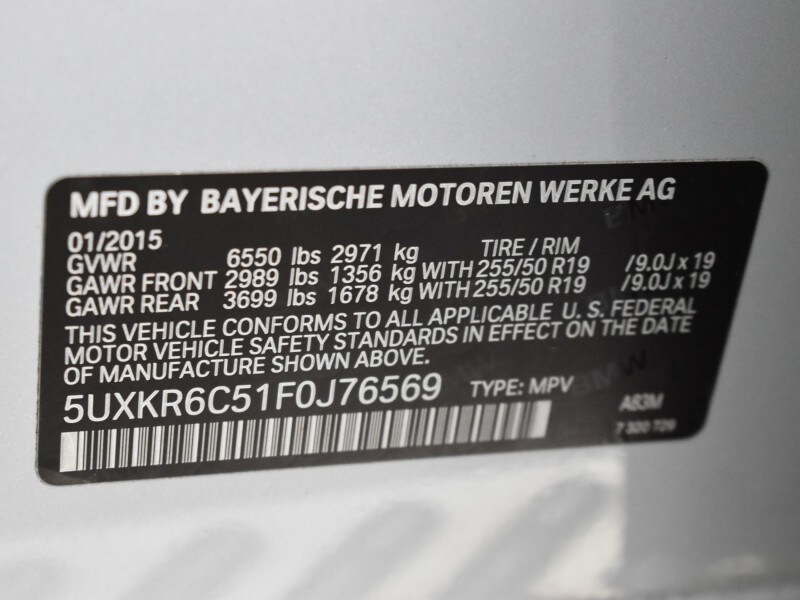 MFD BY BAYERISCHE MOTOREN WERKE AG
01/2015
GVWR 6550 lbs 2971 kg TIRE / RIM
GAWR FRONT 2989 lbs 1356 kg WITH 255/50 R19 /9.0J x 19
GAWR REAR 3699 lbs 1678 kg WITH 255/50 R19 /9.0J x 19
THIS VEHICLE CONFORMS TO ALL APPLICABLE U. S. FEDERAL
MOTOR VEHICLE SAFETY STANDARDS IN EFFECT ON THE DATE
OF MANUFACTURE SHOWN ABOVE.
5UXKR6C51F0J76569 TYPE: MPV A83M